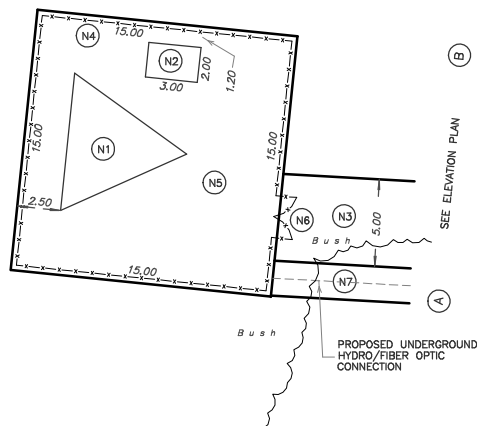 N4
15.00
N2
2.00
1.20
3.00
B
15.00
N1
15.00
SEE ELEVATION PLAN
N5
2.50
N6
N3
5.00
Bush
15.00
N7
A
Bush
PROPOSED UNDERGROUND
HYDRO/FIBER OPTIC
CONNECTION